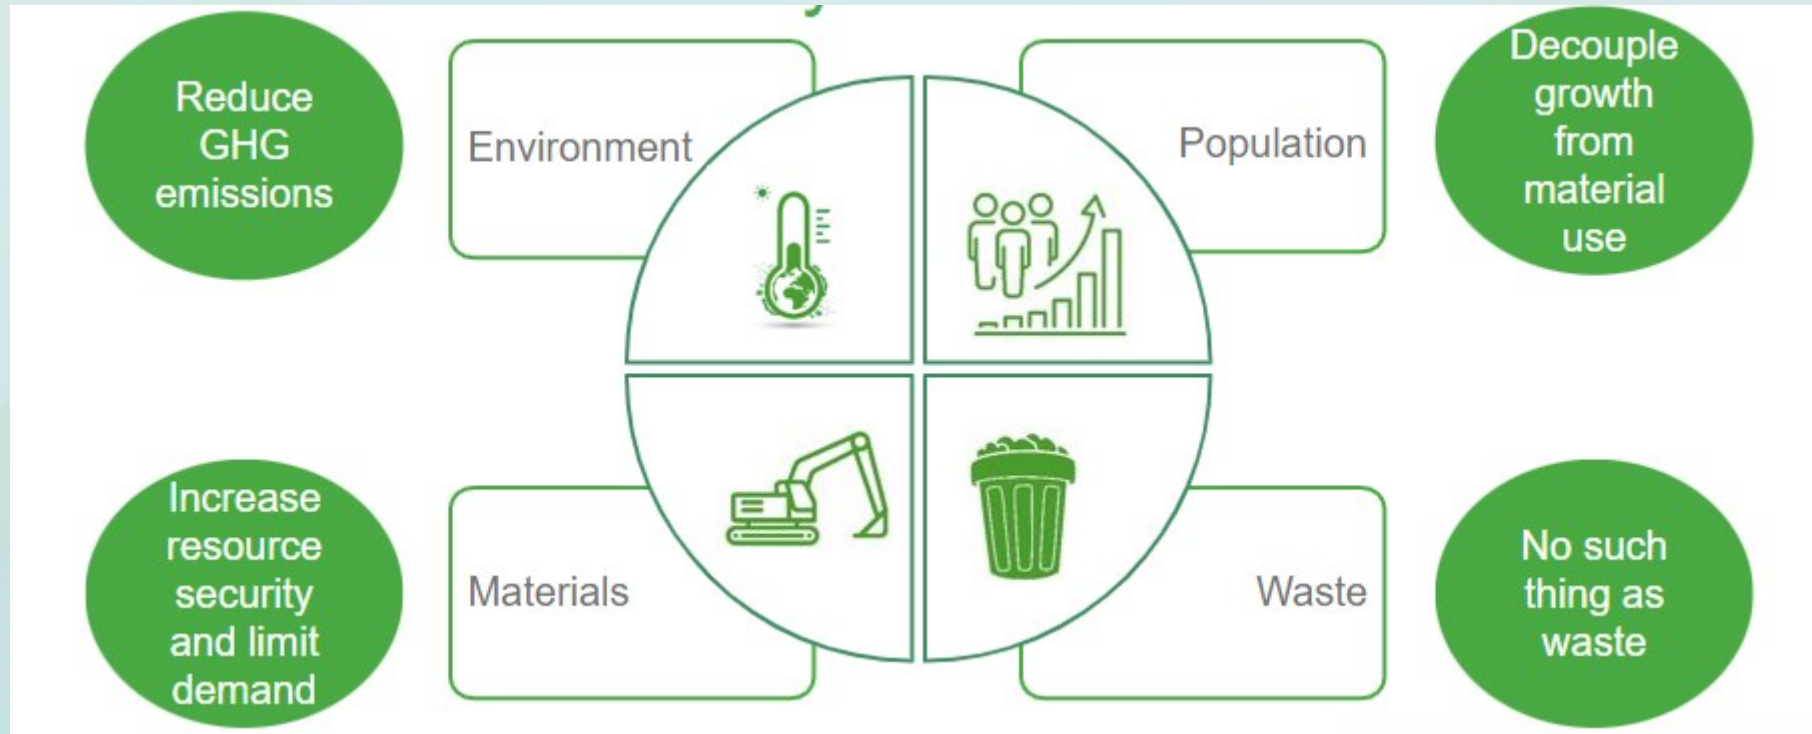 Reduce
GHG
emissions
Environment
Population
Decouple
growth
from
material
use
Increase
resource
security
and limit
demand
Materials
Waste
No such
thing as
waste